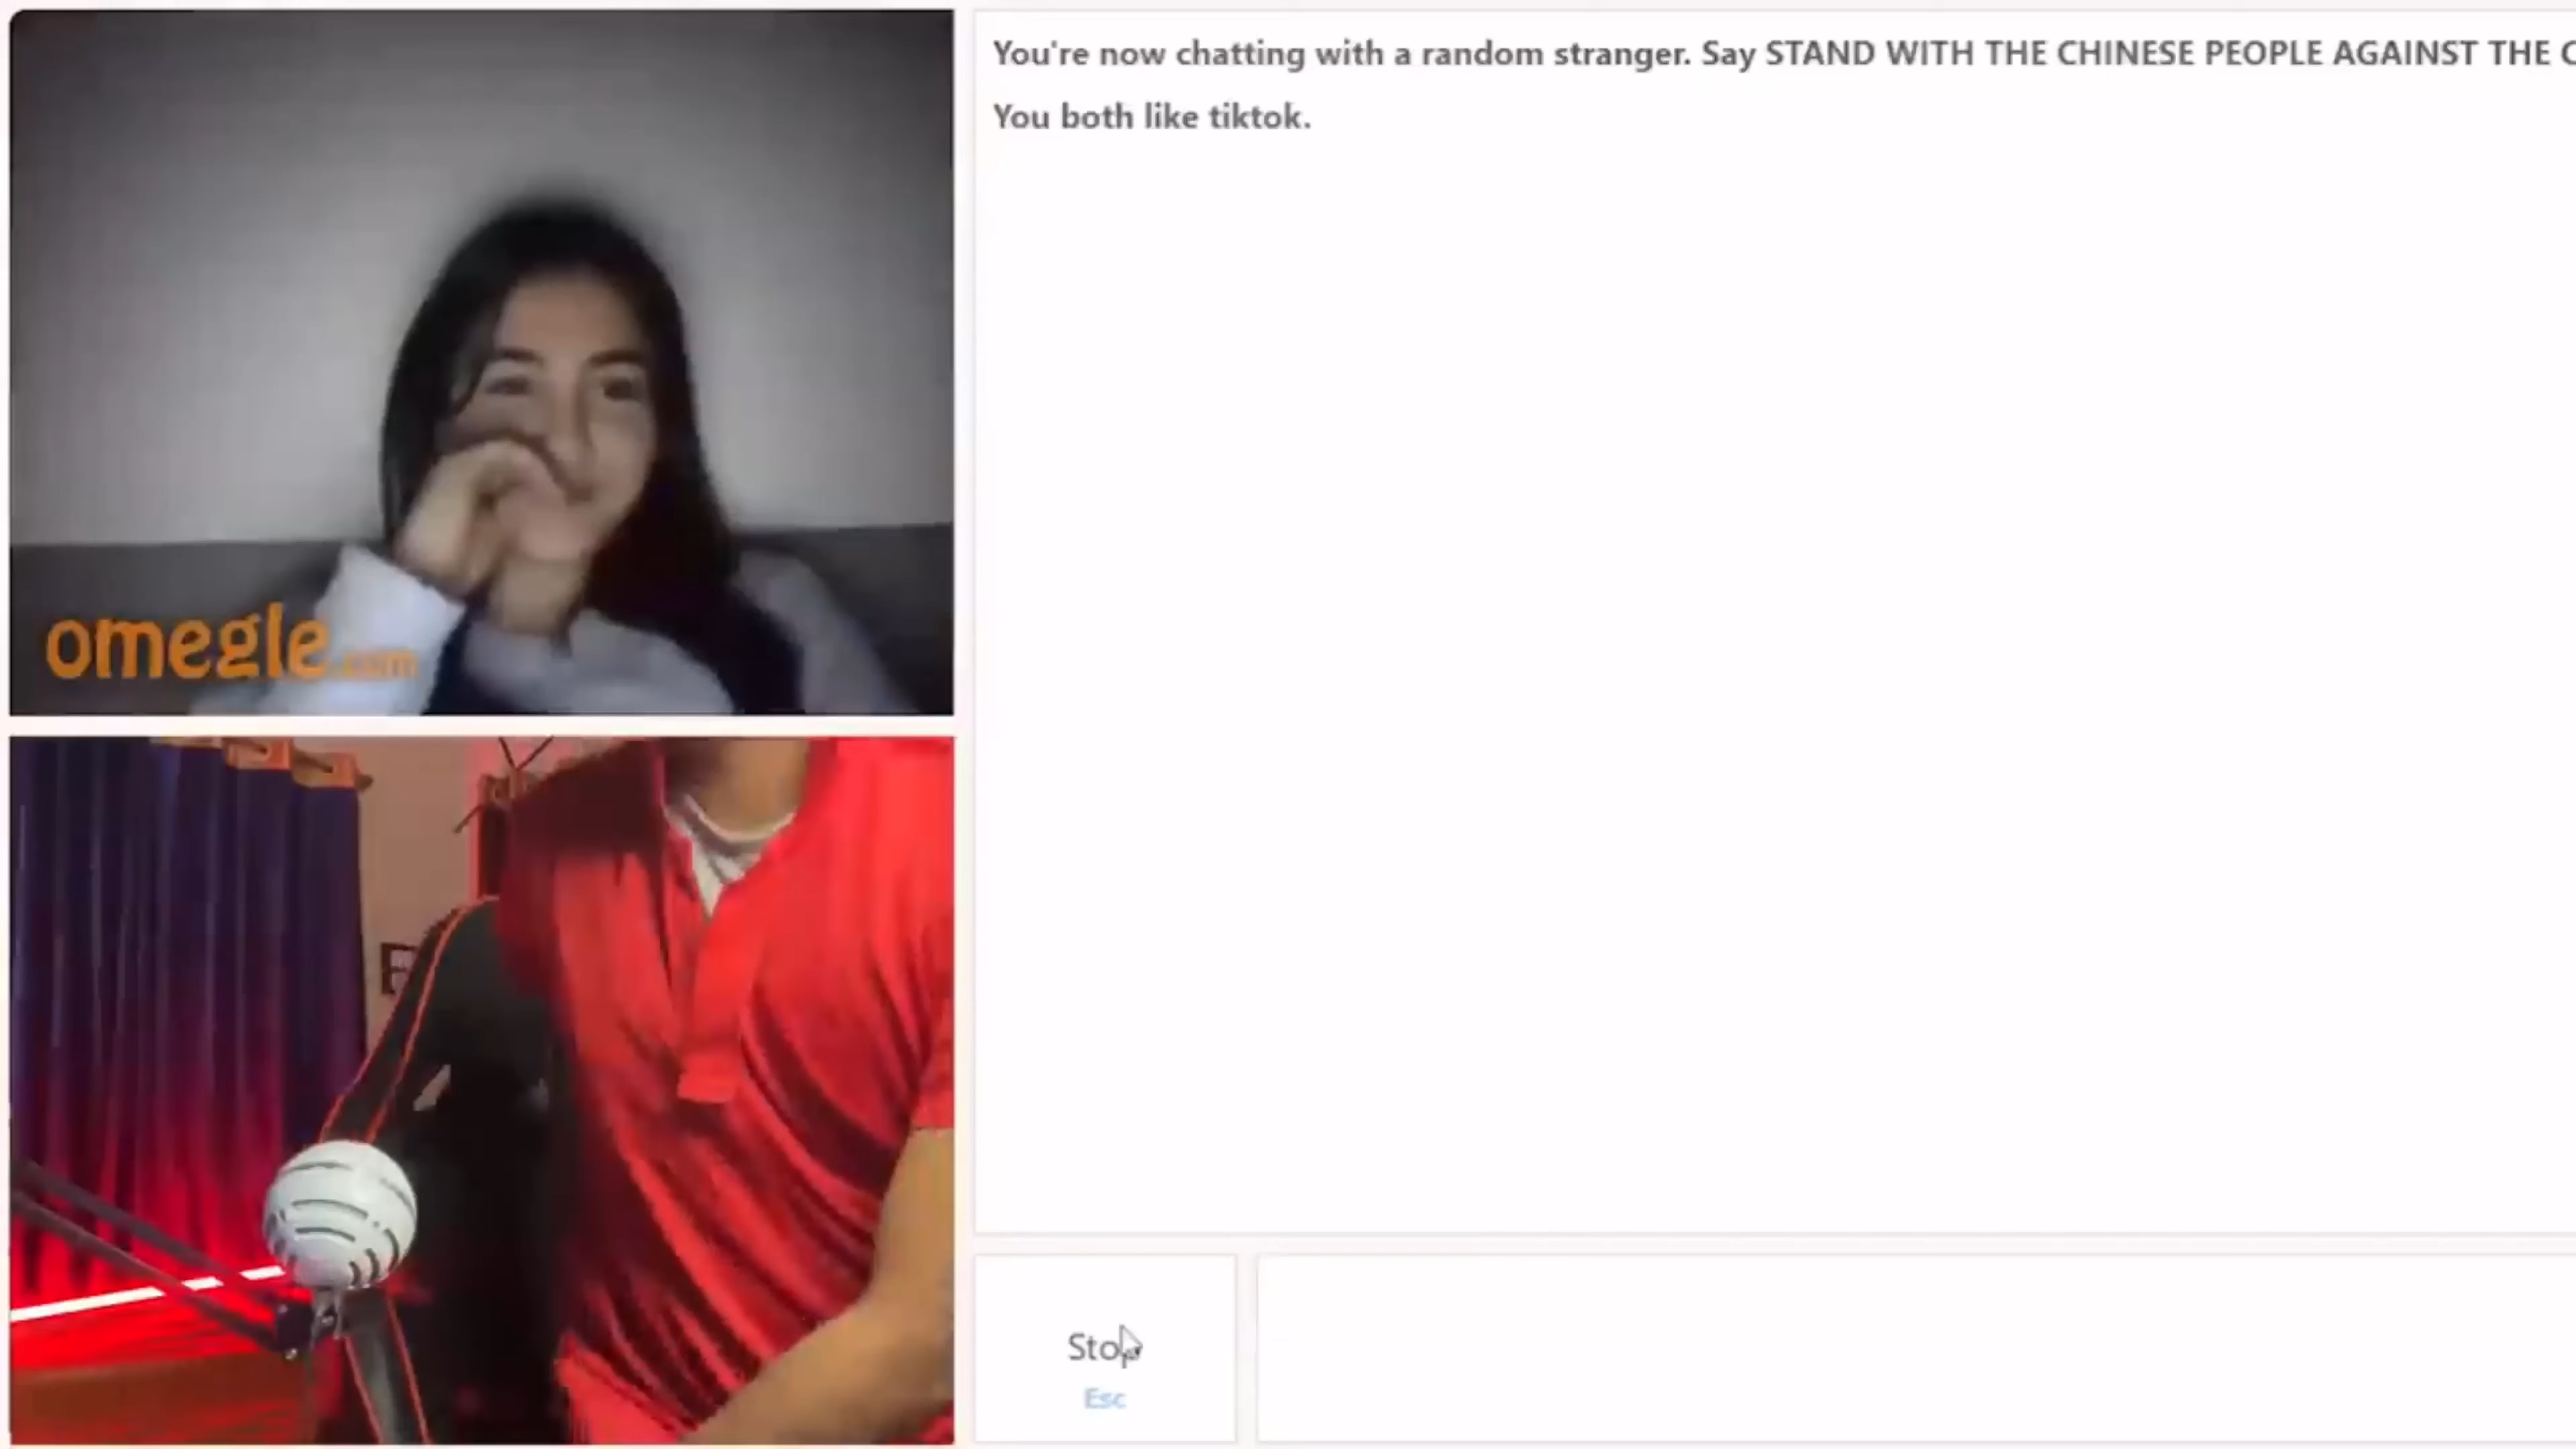 You're now chatting with a random stranger. Say STAND WITH THE CHINESE PEOPLE AGAINST THE
You both like tiktok.
omegle.com
Stop
Esc